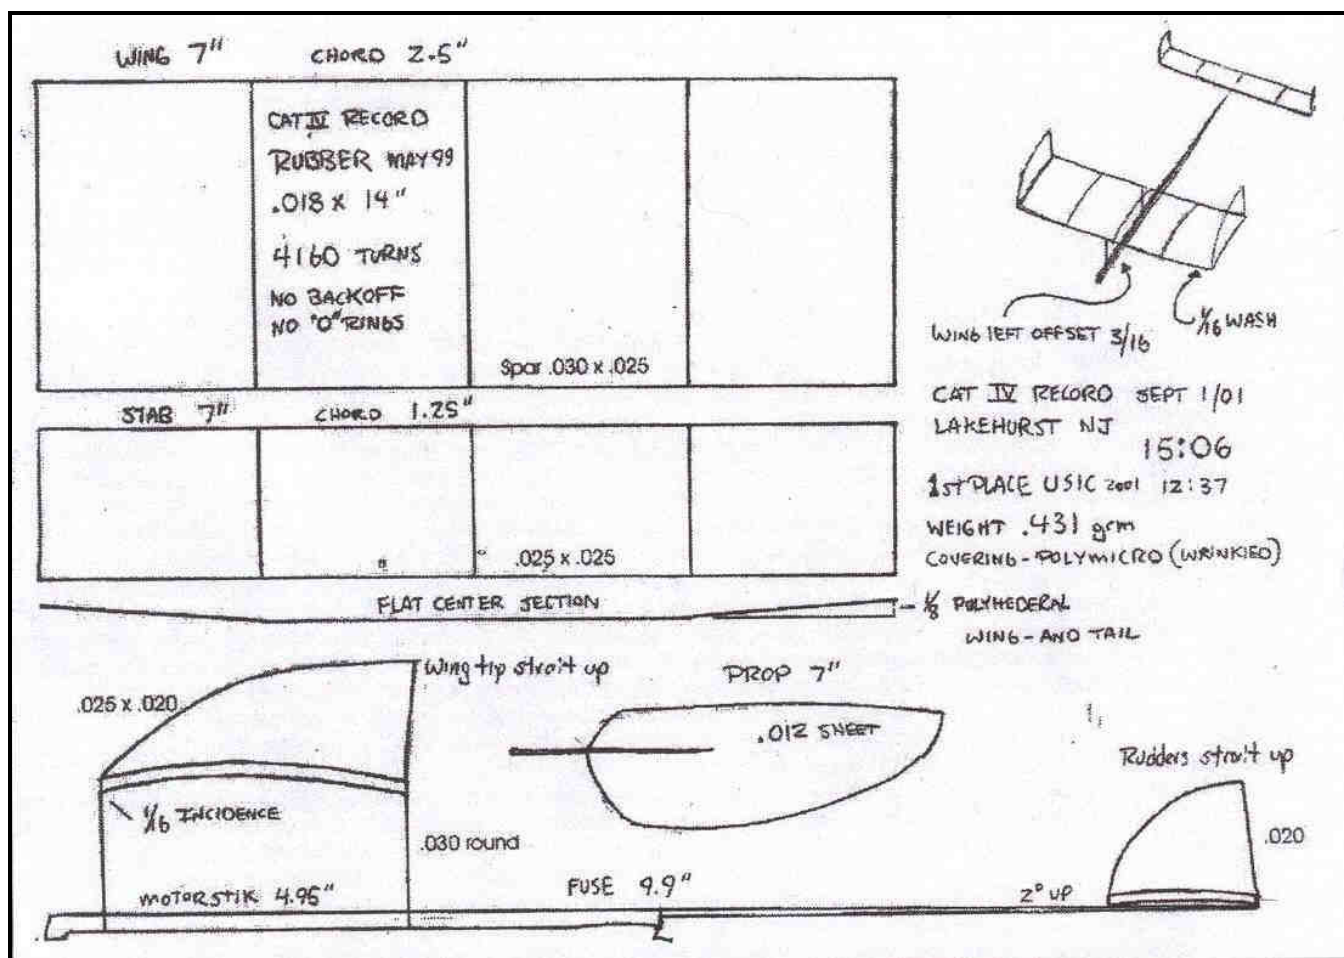 WING 7"
CHORD 2.5"
CAT IV RECORD
RUBBER MAY 99
.018 x 14"
4160 TURNS
NO BACKOFF
NO "O" RINGS
Spar .030 x .025
WING LEFT OFFSET 3/16
1/16 WASH
CAT IV RECORD SEPT 1/01
LAKEHURST NJ
15:06
1st PLACE USIC 2001 12:37
WEIGHT .431 grm
COVERING - POLYMICRO (WRINKlED)
STAB 7"
CHORD 1.25"
.025 x .025
FLAT CENTER SECTION
1/8 POLYHEDERAL
WING - AND TAIL
Wing tip strait up
.025 x .020
1/16 INCIDENCE
.030 round
MOTORSTIK 4.95"
PROP 7"
.012 SHEET
FUSE 9.9"
2° UP
Rudders strait up
.020